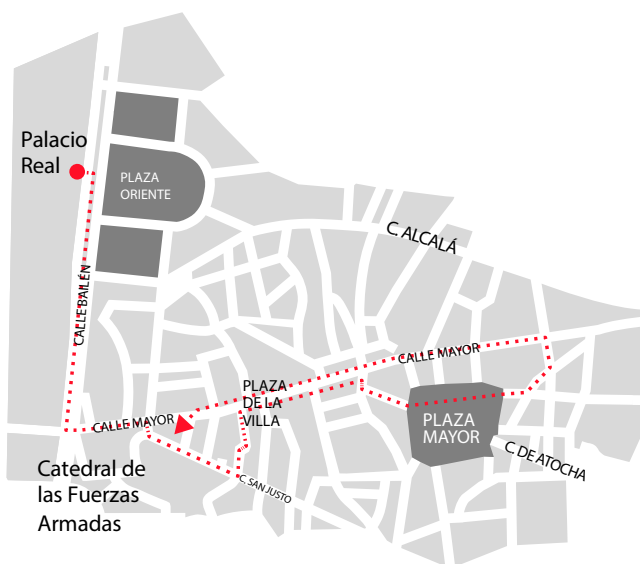 Palacio
Real
PLAZA
ORIENTE
C. ALCALÁ
CALLE BAILÉN
CALLE MAYOR
PLAZA
DE LA
VILLA
CALLE MAYOR
PLAZA
MAYOR
C. DE ATOCHA
Catedral de
las Fuerzas
Armadas
C. SAN JUSTO